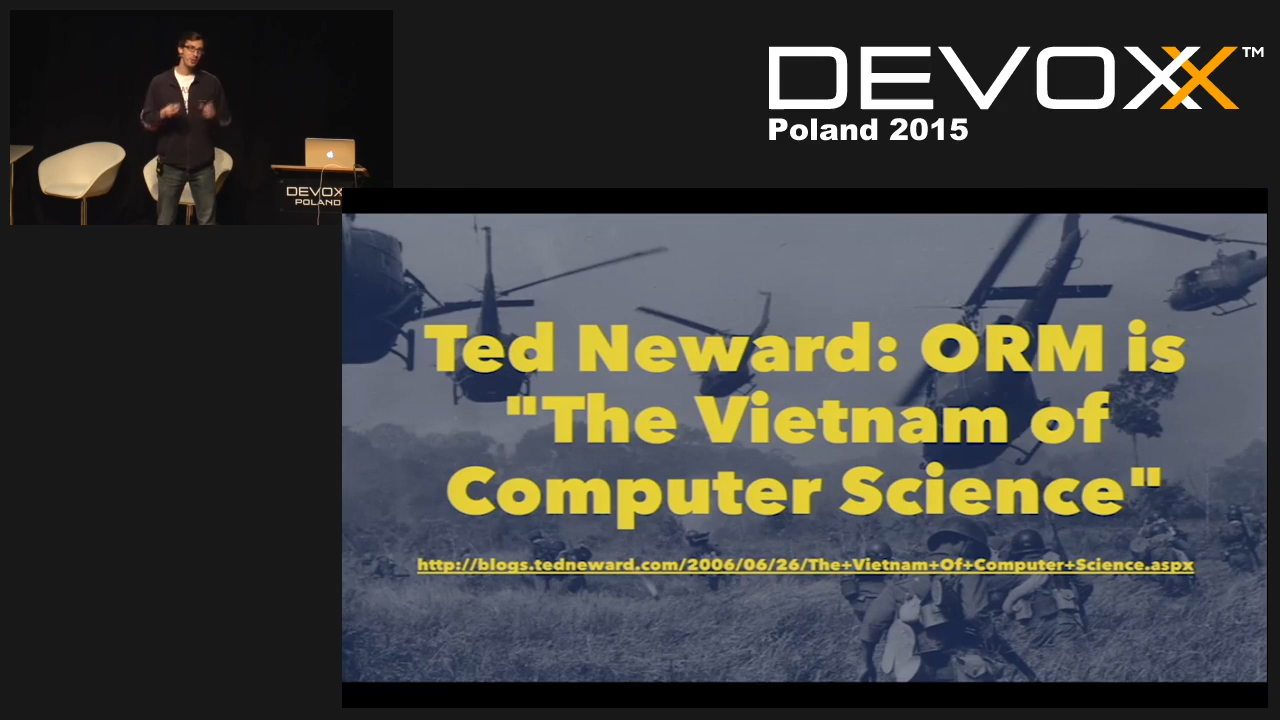 DEVOXX™
Poland 2015
DEVOXX
POLAND
Ted Neward: ORM is
"The Vietnam of
Computer Science"
http://blogs.tedneward.com/2006/06/26/The+Vietnam+Of+Computer+Science.aspx